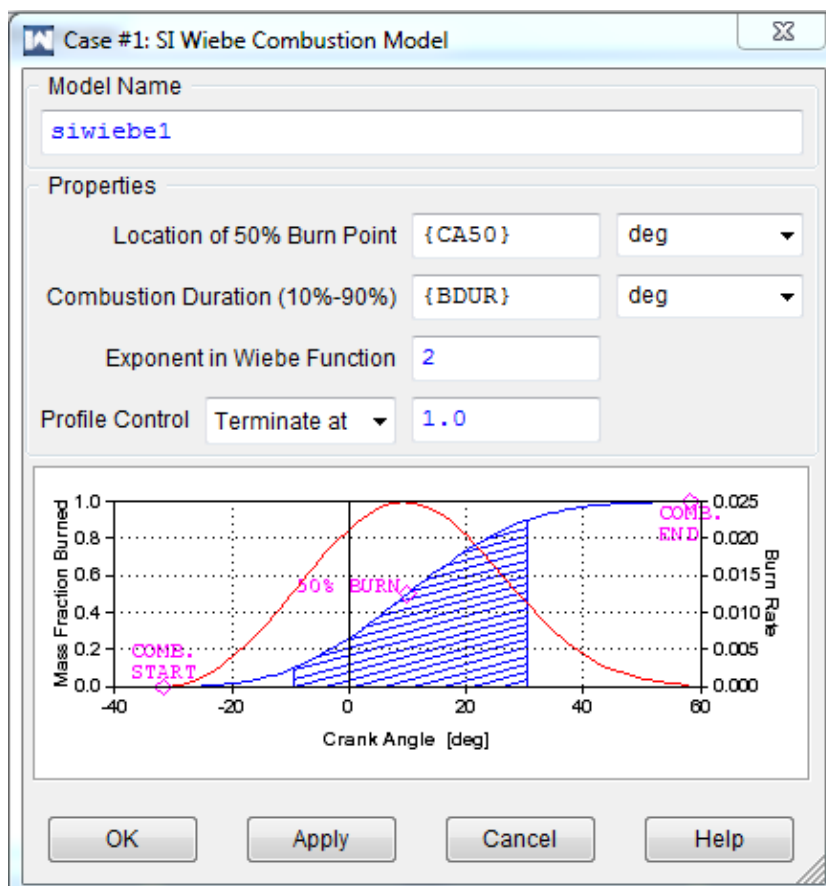 Case #1: SI Wiebe Combustion Model
Model Name
siwiebe1
Properties
Location of 50% Burn Point {CA50} deg
Combustion Duration (10%-90%) {BDUR} deg
Exponent in Wiebe Function 2
Profile Control Terminate at 1.0
Mass Fraction Burned
1.0
0.8
0.6
0.4
0.2
0.0
COMB.
START
50% BURN
COMB.
END
0.025
0.020
0.015
0.010
0.005
0.000
Burn Rate
-40 -20 0 20 40 60
Crank Angle [deg]
OK Apply Cancel Help